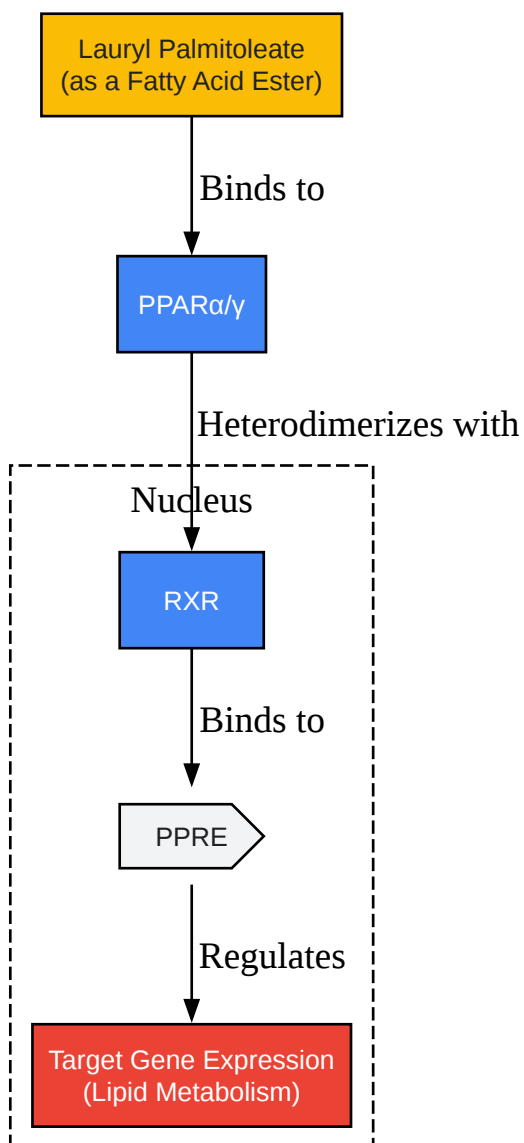 Lauryl Palmitoleate
(as a Fatty Acid Ester)
Binds to
PPARα/γ
Heterodimerizes with
Nucleus
RXR
Binds to
PPRE
Regulates
Target Gene Expression
(Lipid Metabolism)